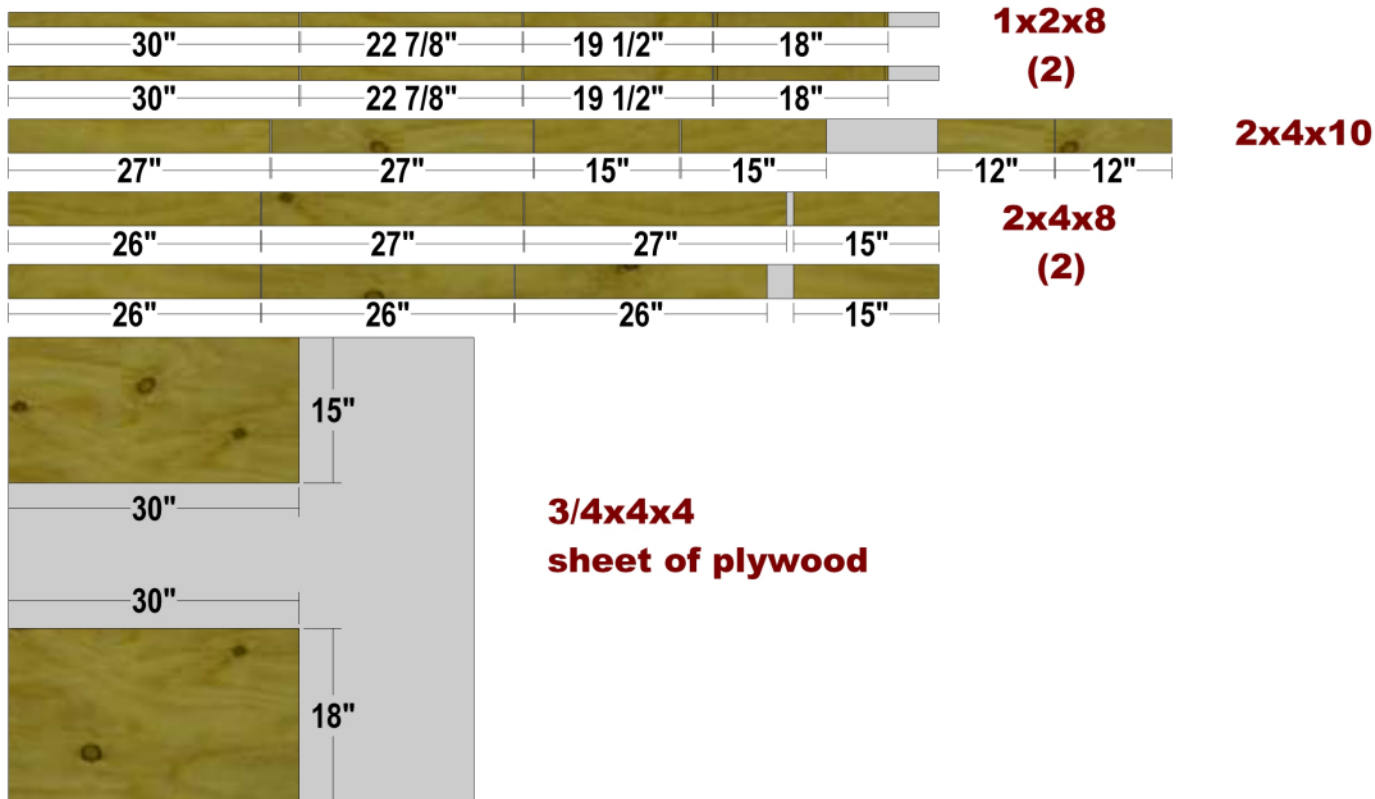 1x2x8
(2)
30" 22 7/8" 19 1/2" 18"
30" 22 7/8" 19 1/2" 18"
2x4x10
27" 27" 15" 15" 12" 12"
2x4x8
(2)
26" 27" 27" 15"
26" 26" 26" 15"
15"
30"
3/4x4x4
sheet of plywood
30"
18"